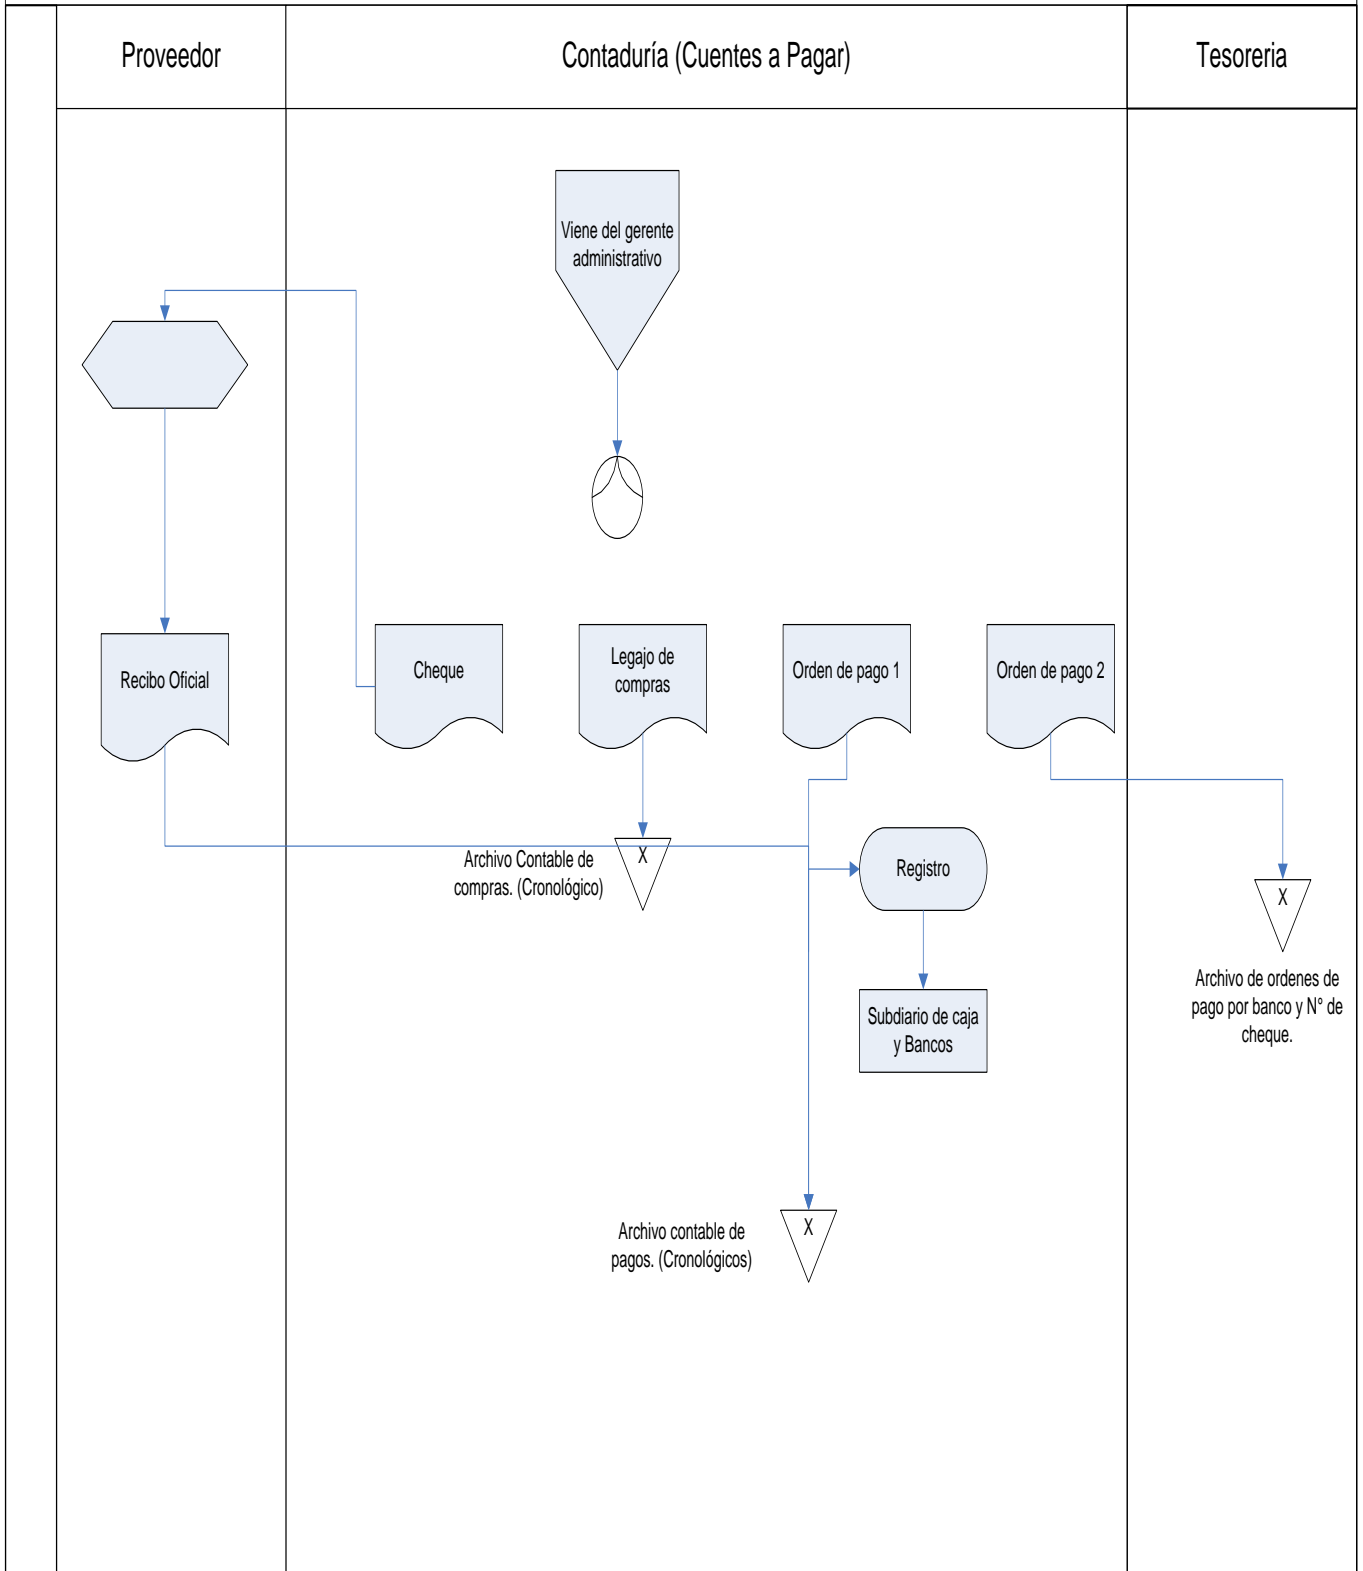 Proveedor
Contaduría (Cuentes a Pagar)
Tesoreria
Viene del gerente
administrativo
Recibo Oficial
Cheque
Legajo de
compras
Orden de pago 1
Orden de pago 2
Archivo Contable de
compras. (Cronológico)
X
Registro
X
Subdiario de caja
y Bancos
Archivo de ordenes de
pago por banco y N° de
cheque.
Archivo contable de
pagos. (Cronológicos)
X